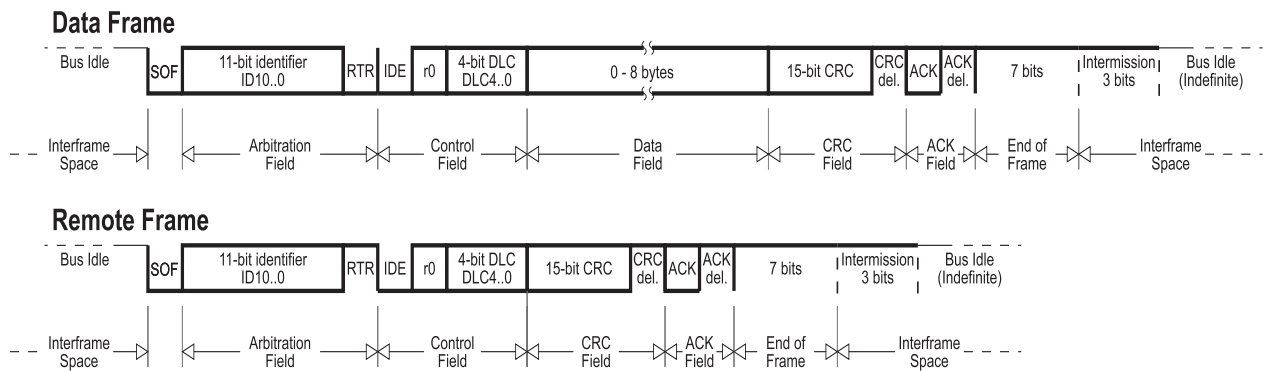 Data Frame
Bus Idle
SOF
11-bit identifier
ID10..0
RTR
IDE
r0
4-bit DLC
DLC4..0
0 - 8 bytes
15-bit CRC
CRC
del.
ACK
ACK
del.
7 bits
Intermission
3 bits
Bus Idle
(Indefinite)
Interframe
Space
Arbitration
Field
Control
Field
Data
Field
CRC
Field
ACK
Field
End of
Frame
Interframe
Space
Remote Frame
Bus Idle
SOF
11-bit identifier
ID10..0
RTR
IDE
r0
4-bit DLC
DLC4..0
15-bit CRC
CRC
del.
ACK
ACK
del.
7 bits
Intermission
3 bits
Bus Idle
(Indefinite)
Interframe
Space
Arbitration
Field
Control
Field
CRC
Field
ACK
Field
End of
Frame
Interframe
Space